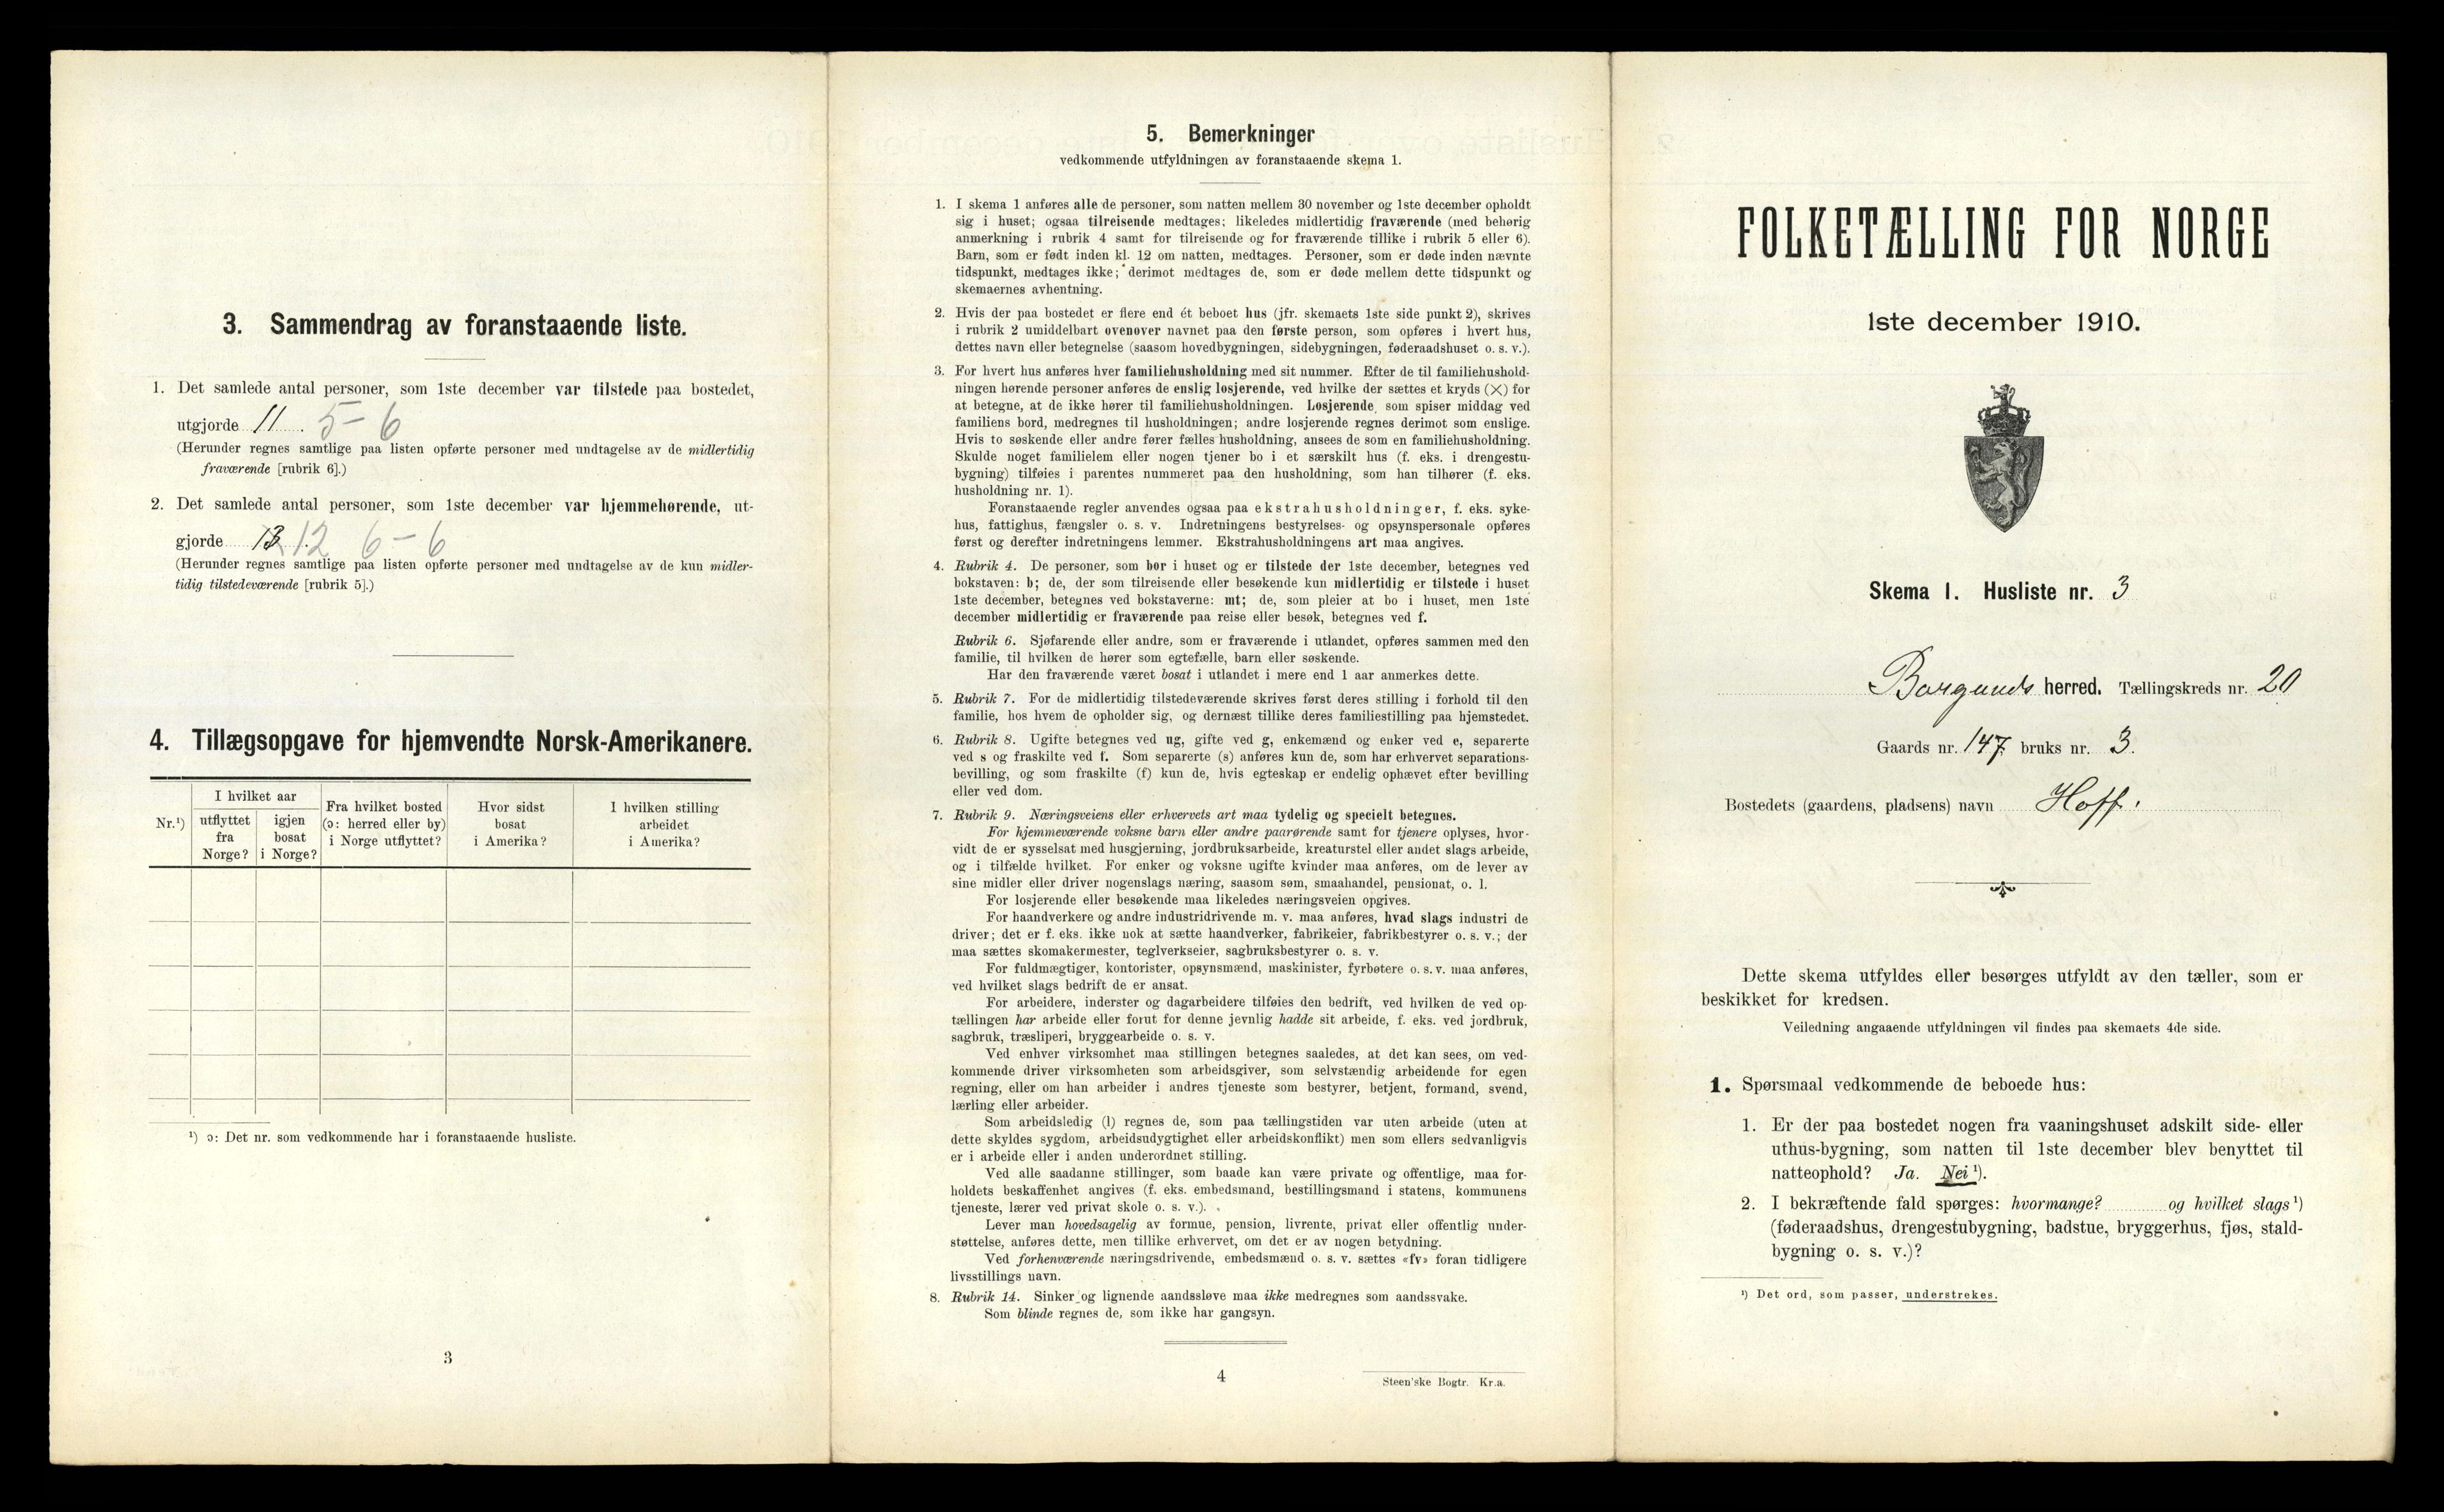 3. Sammendrag av foranstaaende liste.
1. Det samlede antal personer, som 1ste december var tilstede paa bostedet,
utgjorde 11 . 5 - 6
(Herunder regnes samtlige paa listen opførte personer med undtagelse av de midlertidig
fraværende [rubrik 6].)
2. Det samlede antal personer, som 1ste december var hjemmehørende, ut-
gjorde 12 6 - 6
(Herunder regnes samtlige paa listen opførte personer med undtagelse av de kun midler-
tidig tilstedeværende [rubrik 5].)
4. Tillægsopgave for hjemvendte Norsk-Amerikanere.
Nr.¹)
I hvilket aar
utflyttet
fra
Norge?
igjen
bosat
i Norge?
Fra hvilket bosted
(ɔ: herred eller by)
i Norge utflyttet?
Hvor sidst
bosat
i Amerika?
I hvilken stilling
arbeidet
i Amerika?
¹) ɔ: Det nr. som vedkommende har i foranstaaende husliste.
3
5. Bemerkninger
vedkommende utfyldningen av foranstaaende skema 1.
1. I skema 1 anføres alle de personer, som natten mellem 30 november og 1ste december opholdt
sig i huset; ogsaa tilreisende medtages; likeledes midlertidig fraværende (med behørig
anmerkning i rubrik 4 samt for tilreisende og for fraværende tillike i rubrik 5 eller 6).
Barn, som er født inden kl. 12 om natten, medtages. Personer, som er døde inden nævnte
tidspunkt, medtages ikke; derimot medtages de, som er døde mellem dette tidspunkt og
skemaernes avhentning.
2. Hvis der paa bostedet er flere end ét beboet hus (jfr. skemaets 1ste side punkt 2), skrives
i rubrik 2 umiddelbart ovenover navnet paa den første person, som opføres i hvert hus,
dettes navn eller betegnelse (saasom hovedbygningen, sidebygningen, føderaadshuset o. s. v.).
3. For hvert hus anføres hver familiehusholdning med sit nummer. Efter de til familiehushold-
ningen hørende personer anføres de enslig losjerende, ved hvilke der sættes et kryds (×) for
at betegne, at de ikke hører til familiehusholdningen. Losjerende som spiser middag ved
familiens bord, medregnes til husholdningen; andre losjerende regnes derimot som enslige.
Hvis to søskende eller andre fører fælles husholdning, ansees de som en familiehusholdning.
Skulde noget familielem eller nogen tjener bo i et særskilt hus (f. eks. i drengestu-
bygning) tilføies i parentes nummeret paa den husholdning, som han tilhører (f. eks.
husholdning nr. 1).
Foranstaaende regler anvendes ogsaa paa ekstrahusholdninger, f. eks. syke-
hus, fattighus, fængsler o. s. v. Indretningens bestyrelses- og opsynspersonale opføres
først og derefter indretningens lemmer. Ekstrahusholdningens art maa angives.
4. Rubrik 4. De personer, som bor i huset og er tilstede der 1ste december, betegnes ved
bokstaven: b; de, der som tilreisende eller besøkende kun midlertidig er tilstede i huset
1ste december, betegnes ved bokstaverne: mt; de, som pleier at bo i huset, men 1ste
december midlertidig er fraværende paa reise eller besøk, betegnes ved f.
Rubrik 6. Sjøfarende eller andre, som er fraværende i utlandet, opføres sammen med den
familie, til hvilken de hører som egtefælle, barn eller søskende.
Har den fraværende været bosat i utlandet i mere end 1 aar anmerkes dette.
5. Rubrik 7. For de midlertidig tilstedeværende skrives først deres stilling i forhold til den
familie, hos hvem de opholder sig, og dernæst tillike deres familiestilling paa hjemstedet.
6. Rubrik 8. Ugifte betegnes ved ug, gifte ved g, enkemænd og enker ved e, separerte
ved s og fraskilte ved f. Som separerte (s) anføres kun de, som har erhvervet separations-
bevilling, og som fraskilte (f) kun de, hvis egteskap er endelig ophævet efter bevilling
eller ved dom.
7. Rubrik 9. Næringsveiens eller erhvervets art maa tydelig og specielt betegnes.
For hjemmeværende voksne barn eller andre paarørende samt for tjenere oplyses, hvor-
vidt de er sysselsat med husgjerning, jordbruksarbeide, kreaturstel eller andet slags arbeide,
og i tilfælde hvilket. For enker og voksne ugifte kvinder maa anføres, om de lever av
sine midler eller driver nogenslags næring, saasom søm, smaahandel, pensionat, o. l.
For losjerende eller besøkende maa likeledes næringsveien opgives.
For haandverkere og andre industridrivende m. v. maa anføres, hvad slags industri de
driver; det er f. eks. ikke nok at sætte haandverker, fabrikeier, fabrikbestyrer o. s. v.; der
maa sættes skomakermester, teglverkseier, sagbruksbestyrer o. s. v.
For fuldmægtiger, kontorister, opsynsmænd, maskinister, fyrbøtere o. s. v. maa anføres,
ved hvilket slags bedrift de er ansat.
For arbeidere, inderster og dagarbeidere tilføies den bedrift, ved hvilken de ved op-
tællingen har arbeide eller forut for denne jevnlig hadde sit arbeide, f. eks. ved jordbruk,
sagbruk, træsliperi, bryggearbeide o. s. v.
Ved enhver virksomhet maa stillingen betegnes saaledes, at det kan sees, om ved-
kommende driver virksomheten som arbeidsgiver, som selvstændig arbeidende for egen
regning, eller om han arbeider i andres tjeneste som bestyrer, betjent, formand, svend,
lærling eller arbeider.
Som arbeidsledig (l) regnes de, som paa tællingstiden var uten arbeide (uten at
dette skyldes sygdom, arbeidsudygtighet eller arbeidskonflikt) men som ellers sedvanligvis
er i arbeide eller i anden underordnet stilling.
Ved alle saadanne stillinger, som baade kan være private og offentlige, maa for-
holdets beskaffenhet angives (f. eks. embedsmand, bestillingsmand i statens, kommunens
tjeneste, lærer ved privat skole o. s. v.).
Lever man hovedsagelig av formue, pension, livrente, privat eller offentlig under-
støttelse, anføres dette, men tillike erhvervet, om det er av nogen betydning.
Ved forhenværende næringsdrivende, embedsmænd o. s. v. sættes «fv» foran tidligere
livsstillings navn.
8. Rubrik 14. Sinker og lignende aandssløve maa ikke medregnes som aandssvake.
Som blinde regnes de, som ikke har gangsyn.
4
Steen'ske Bogtr. Kr.a.
FOLKETÆLLING FOR NORGE
1ste december 1910.
Skema 1. Husliste nr. 3
Borgunds herred. Tællingskreds nr. 20
Gaards nr. 147 bruks nr. 3.
Bostedets (gaardens, pladsens) navn Hoff.
Dette skema utfyldes eller besørges utfyldt av den tæller, som er
beskikket for kredsen.
Veiledning angaaende utfyldningen vil findes paa skemaets 4de side.
1. Spørsmaal vedkommende de beboede hus:
1. Er der paa bostedet nogen fra vaaningshuset adskilt side- eller
uthus-bygning, som natten til 1ste december blev benyttet til
natteophold? Ja. Nei ¹).
2. I bekræftende fald spørges: hvormange? og hvilket slags ¹)
(føderaadshus, drengestubygning, badstue, bryggerhus, fjøs, stald-
bygning o. s. v.)?
¹) Det ord, som passer, understrekes.